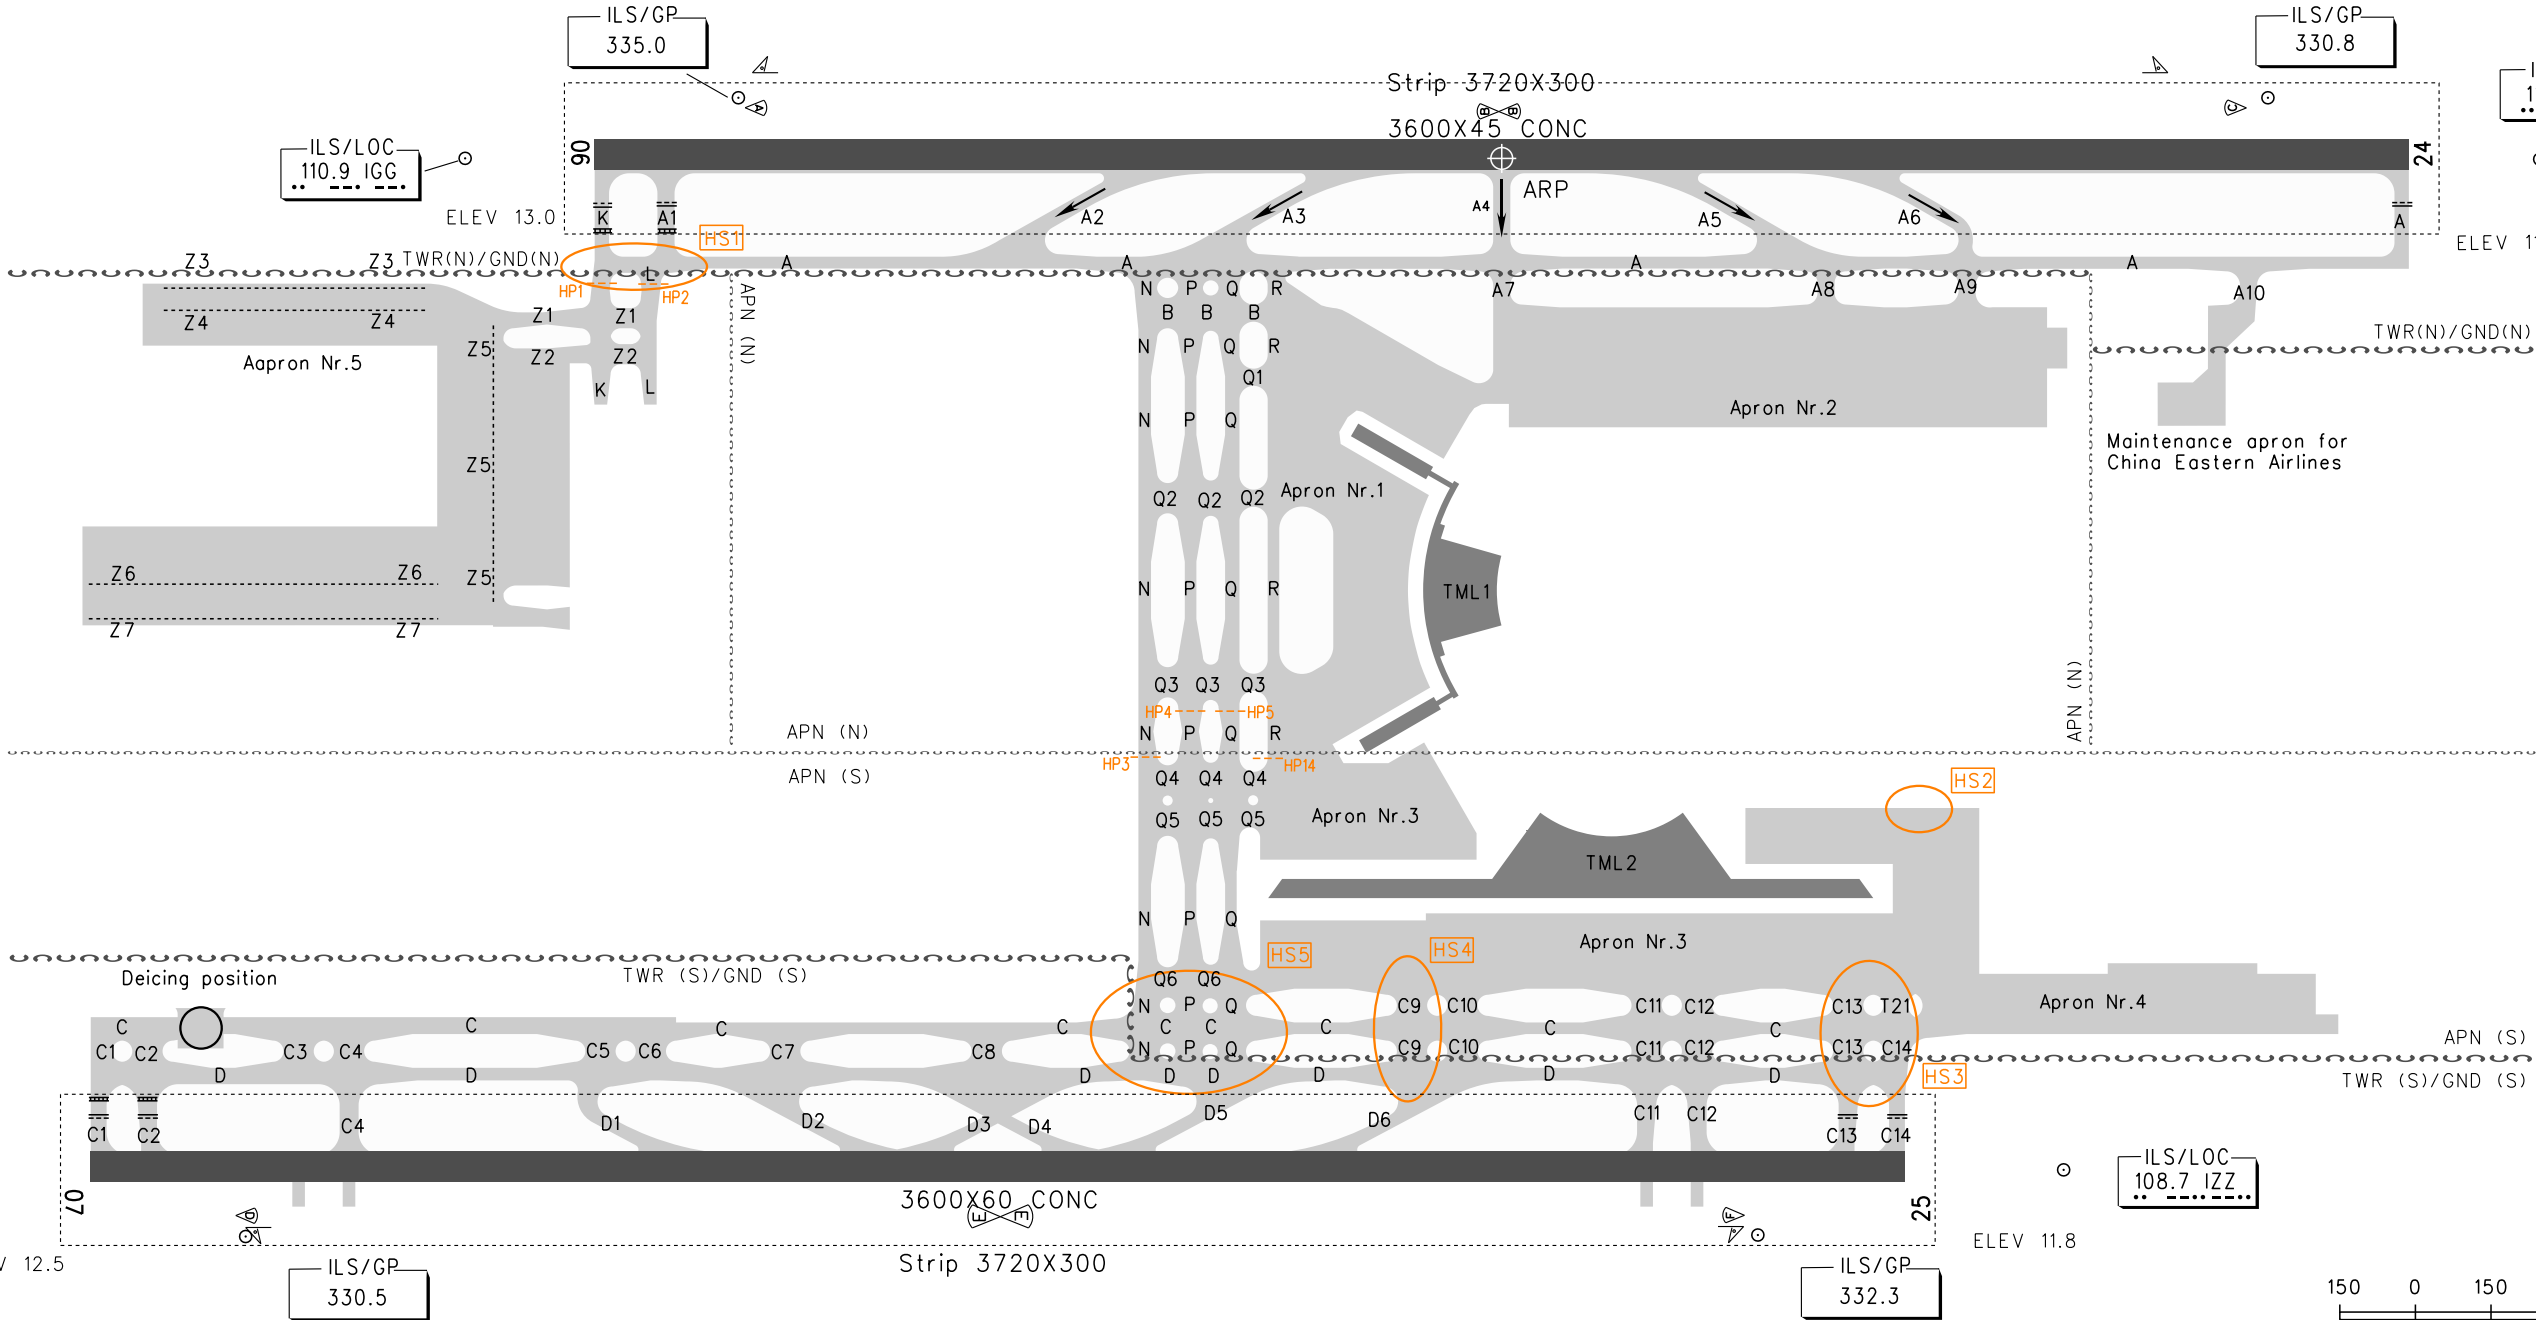 ILS/GP
335.0
ILS/GP
330.8
Strip 3720X300
A
B
B
C
3600X45 CONC
ILS/LOC
110.9 IGG
06
24
ARP
ELEV 13.0
K
A1
A2
A3
A4
A5
A6
A
HS1
ELEV 1
Z3
Z3
TWR(N)/GND(N)
L
A
A
A
A
HP1
HP2
N
P
Q
R
A7
A8
A9
A10
Z4
Z4
Z1
Z1
APN (N)
B
B
B
TWR(N)/GND(N)
Aapron Nr.5
Z5
Z2
Z2
N
P
Q
R
K
L
Q1
Apron Nr.2
N
P
Q
Maintenance apron for
China Eastern Airlines
Z5
Q2
Q2
Q2
Apron Nr.1
Z6
Z6
Z5
N
P
Q
R
TML1
Z7
Z7
Q3
Q3
Q3
APN (N)
HP4
HP5
APN (N)
N
P
Q
R
HP3
HP14
APN (S)
Q4
Q4
Q4
HS2
Q5
Q5
Q5
Apron Nr.3
TML2
N
P
Q
Apron Nr.3
HS5
HS4
Deicing position
TWR (S)/GND (S)
Q6
Q6
N
P
Q
C9
C10
C11
C12
C13
T21
Apron Nr.4
C
C
C
C
C
C
C
C
C
C1
C2
C3
C4
C5
C6
C7
C8
N
P
Q
C9
C10
C11
C12
C13
C14
APN (S)
D
D
D
D
D
D
D
D
HS3
TWR (S)/GND (S)
C1
C2
C4
D1
D2
D3
D4
D5
D6
C11
C12
C13
C14
ILS/LOC
108.7 IZZ
07
25
3600X60 CONC
D
E
E
F
ELEV 11.8
12.5
Strip 3720X300
ILS/GP
330.5
ILS/GP
332.3
150 0 150